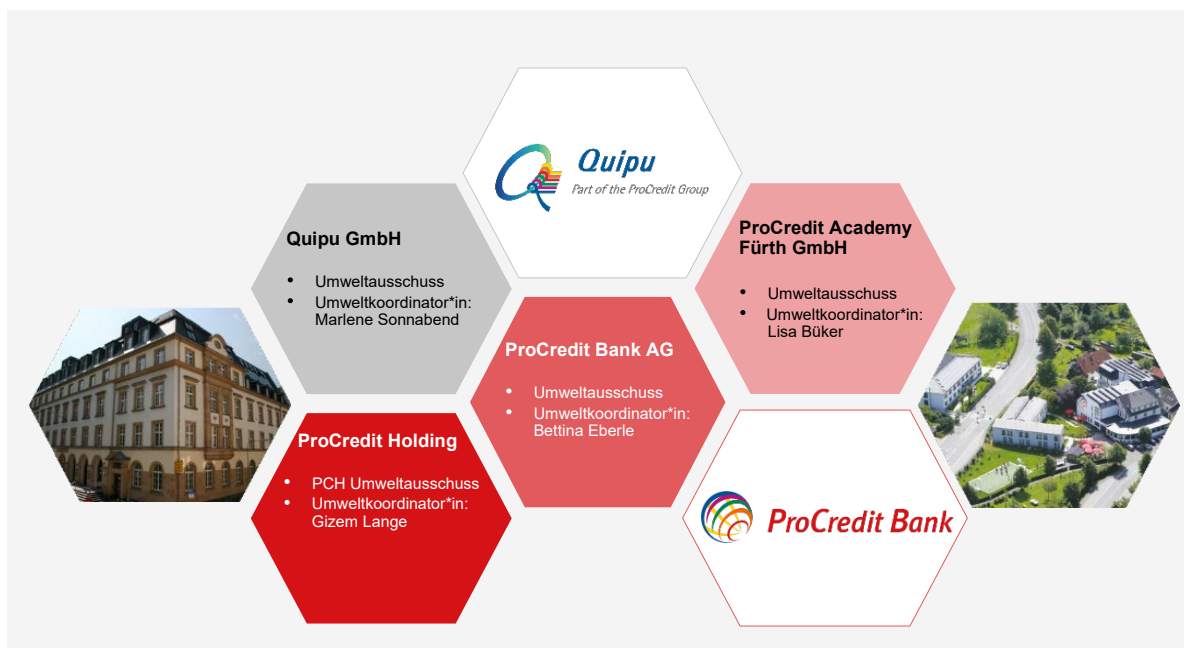 Quipu
Part of the ProCredit Group
Quipu GmbH
• Umweltausschuss
• Umweltkoordinator*in:
Marlene Sonnabend
ProCredit Academy
Fürth GmbH
• Umweltausschuss
• Umweltkoordinator*in:
Lisa Büker
ProCredit Bank AG
• Umweltausschuss
• Umweltkoordinator*in:
Bettina Eberle
ProCredit Holding
• PCH Umweltausschuss
• Umweltkoordinator*in:
Gizem Lange
ProCredit Bank